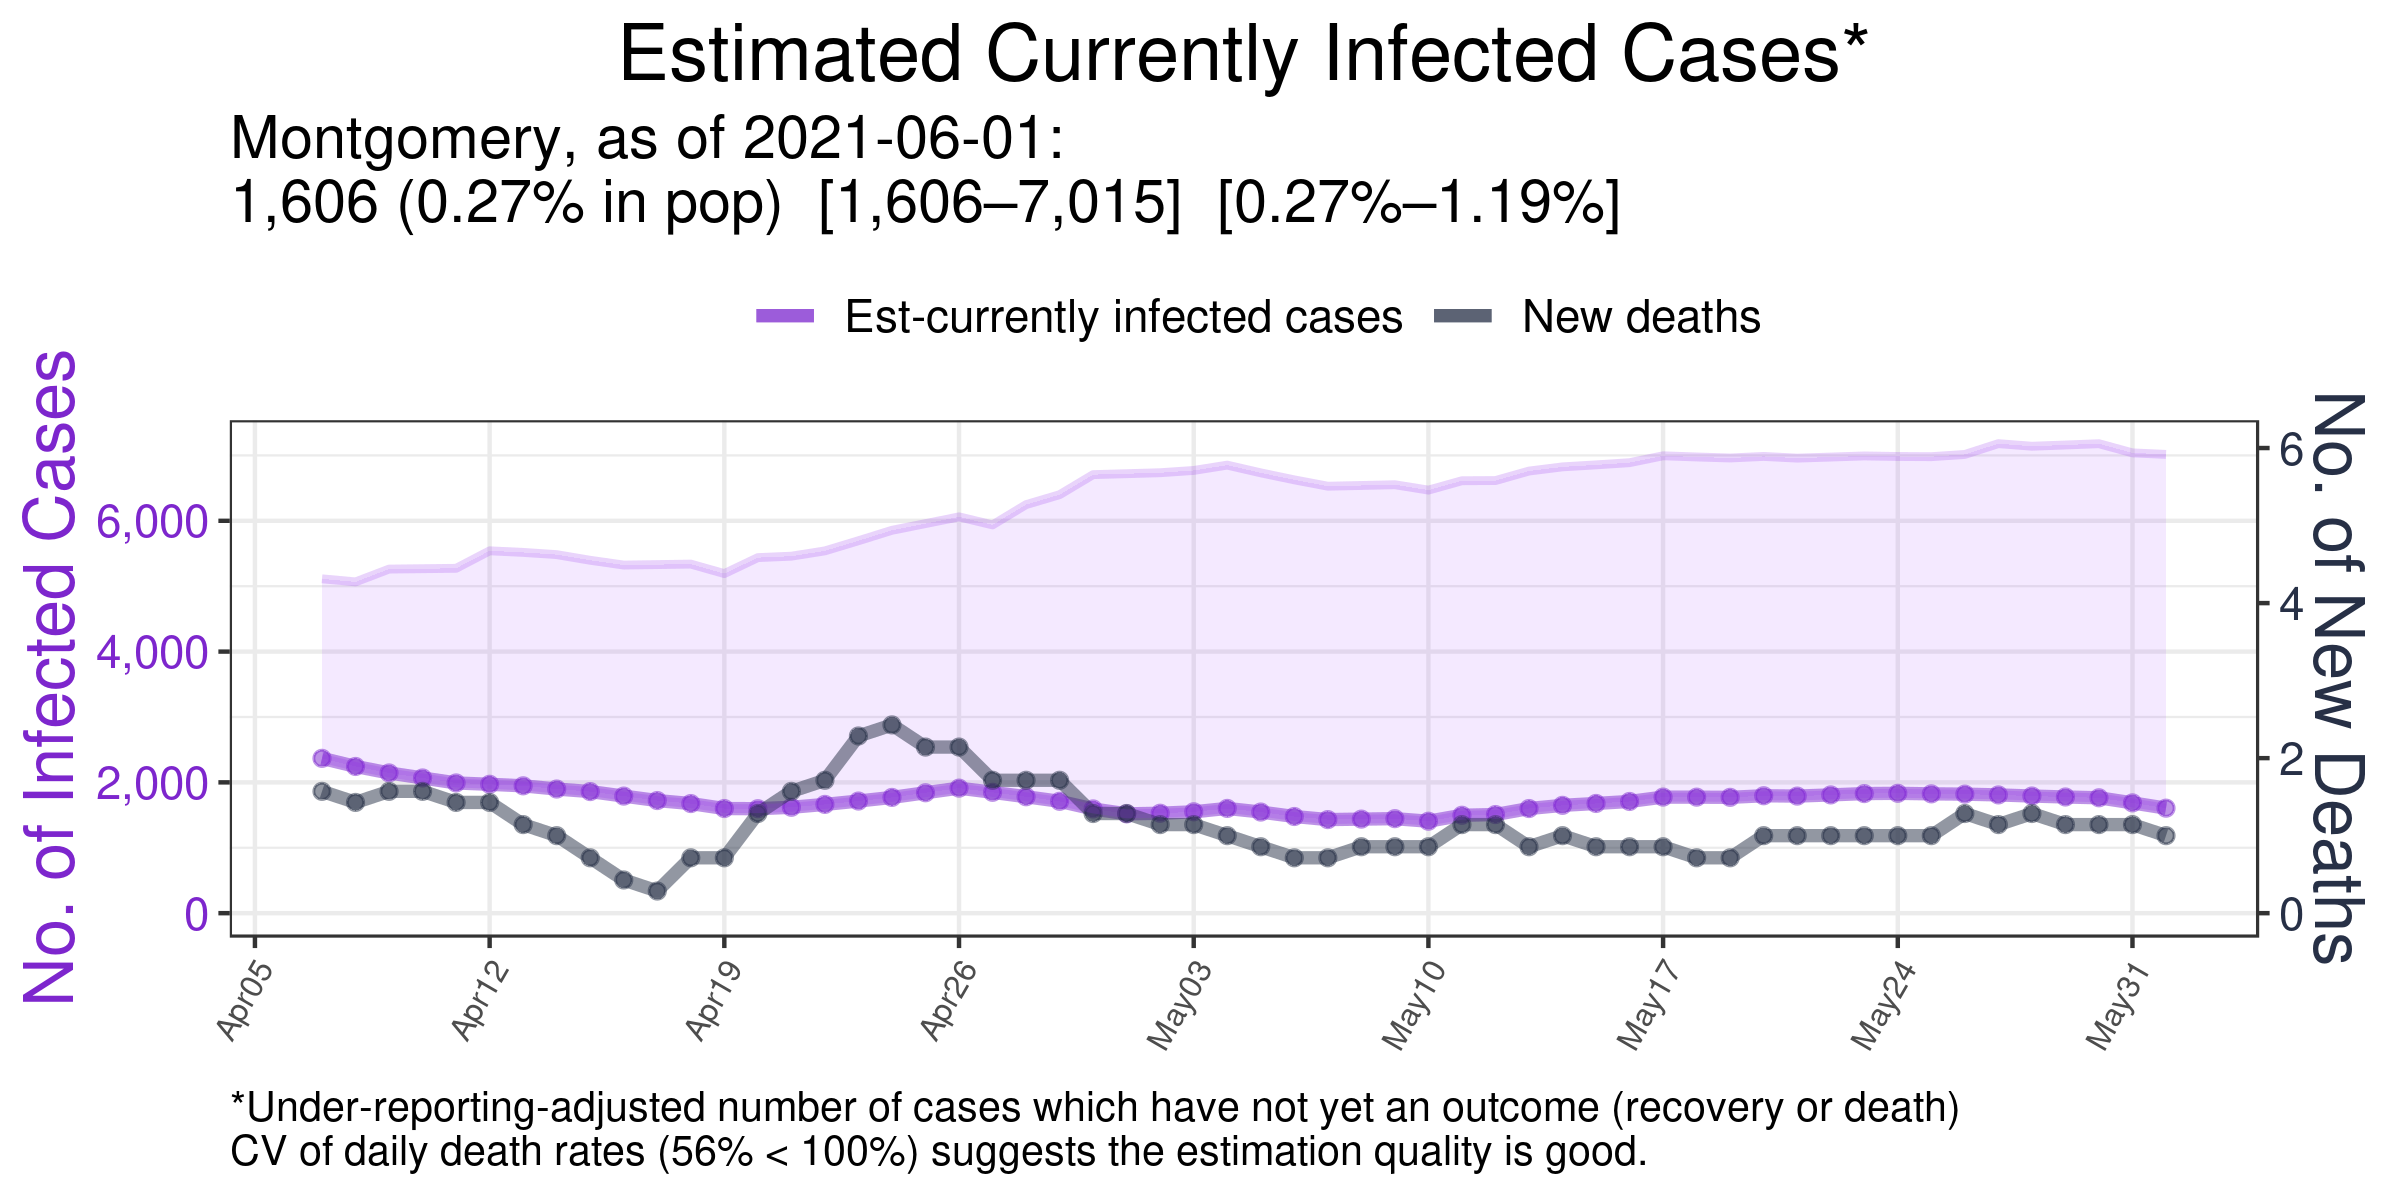 Estimated Currently Infected Cases*
Montgomery, as of 2021-06-01:
1,606 (0.27% in pop) [1,606–7,015] [0.27%–1.19%]
Est-currently infected cases
New deaths
No. of Infected Cases
6,000
4,000
2,000
0
6
4
2
0
No. of New Deaths
Apr05
Apr12
Apr19
Apr26
May03
May10
May17
May24
May31
*Under-reporting-adjusted number of cases which have not yet an outcome (recovery or death)
CV of daily death rates (56% < 100%) suggests the estimation quality is good.